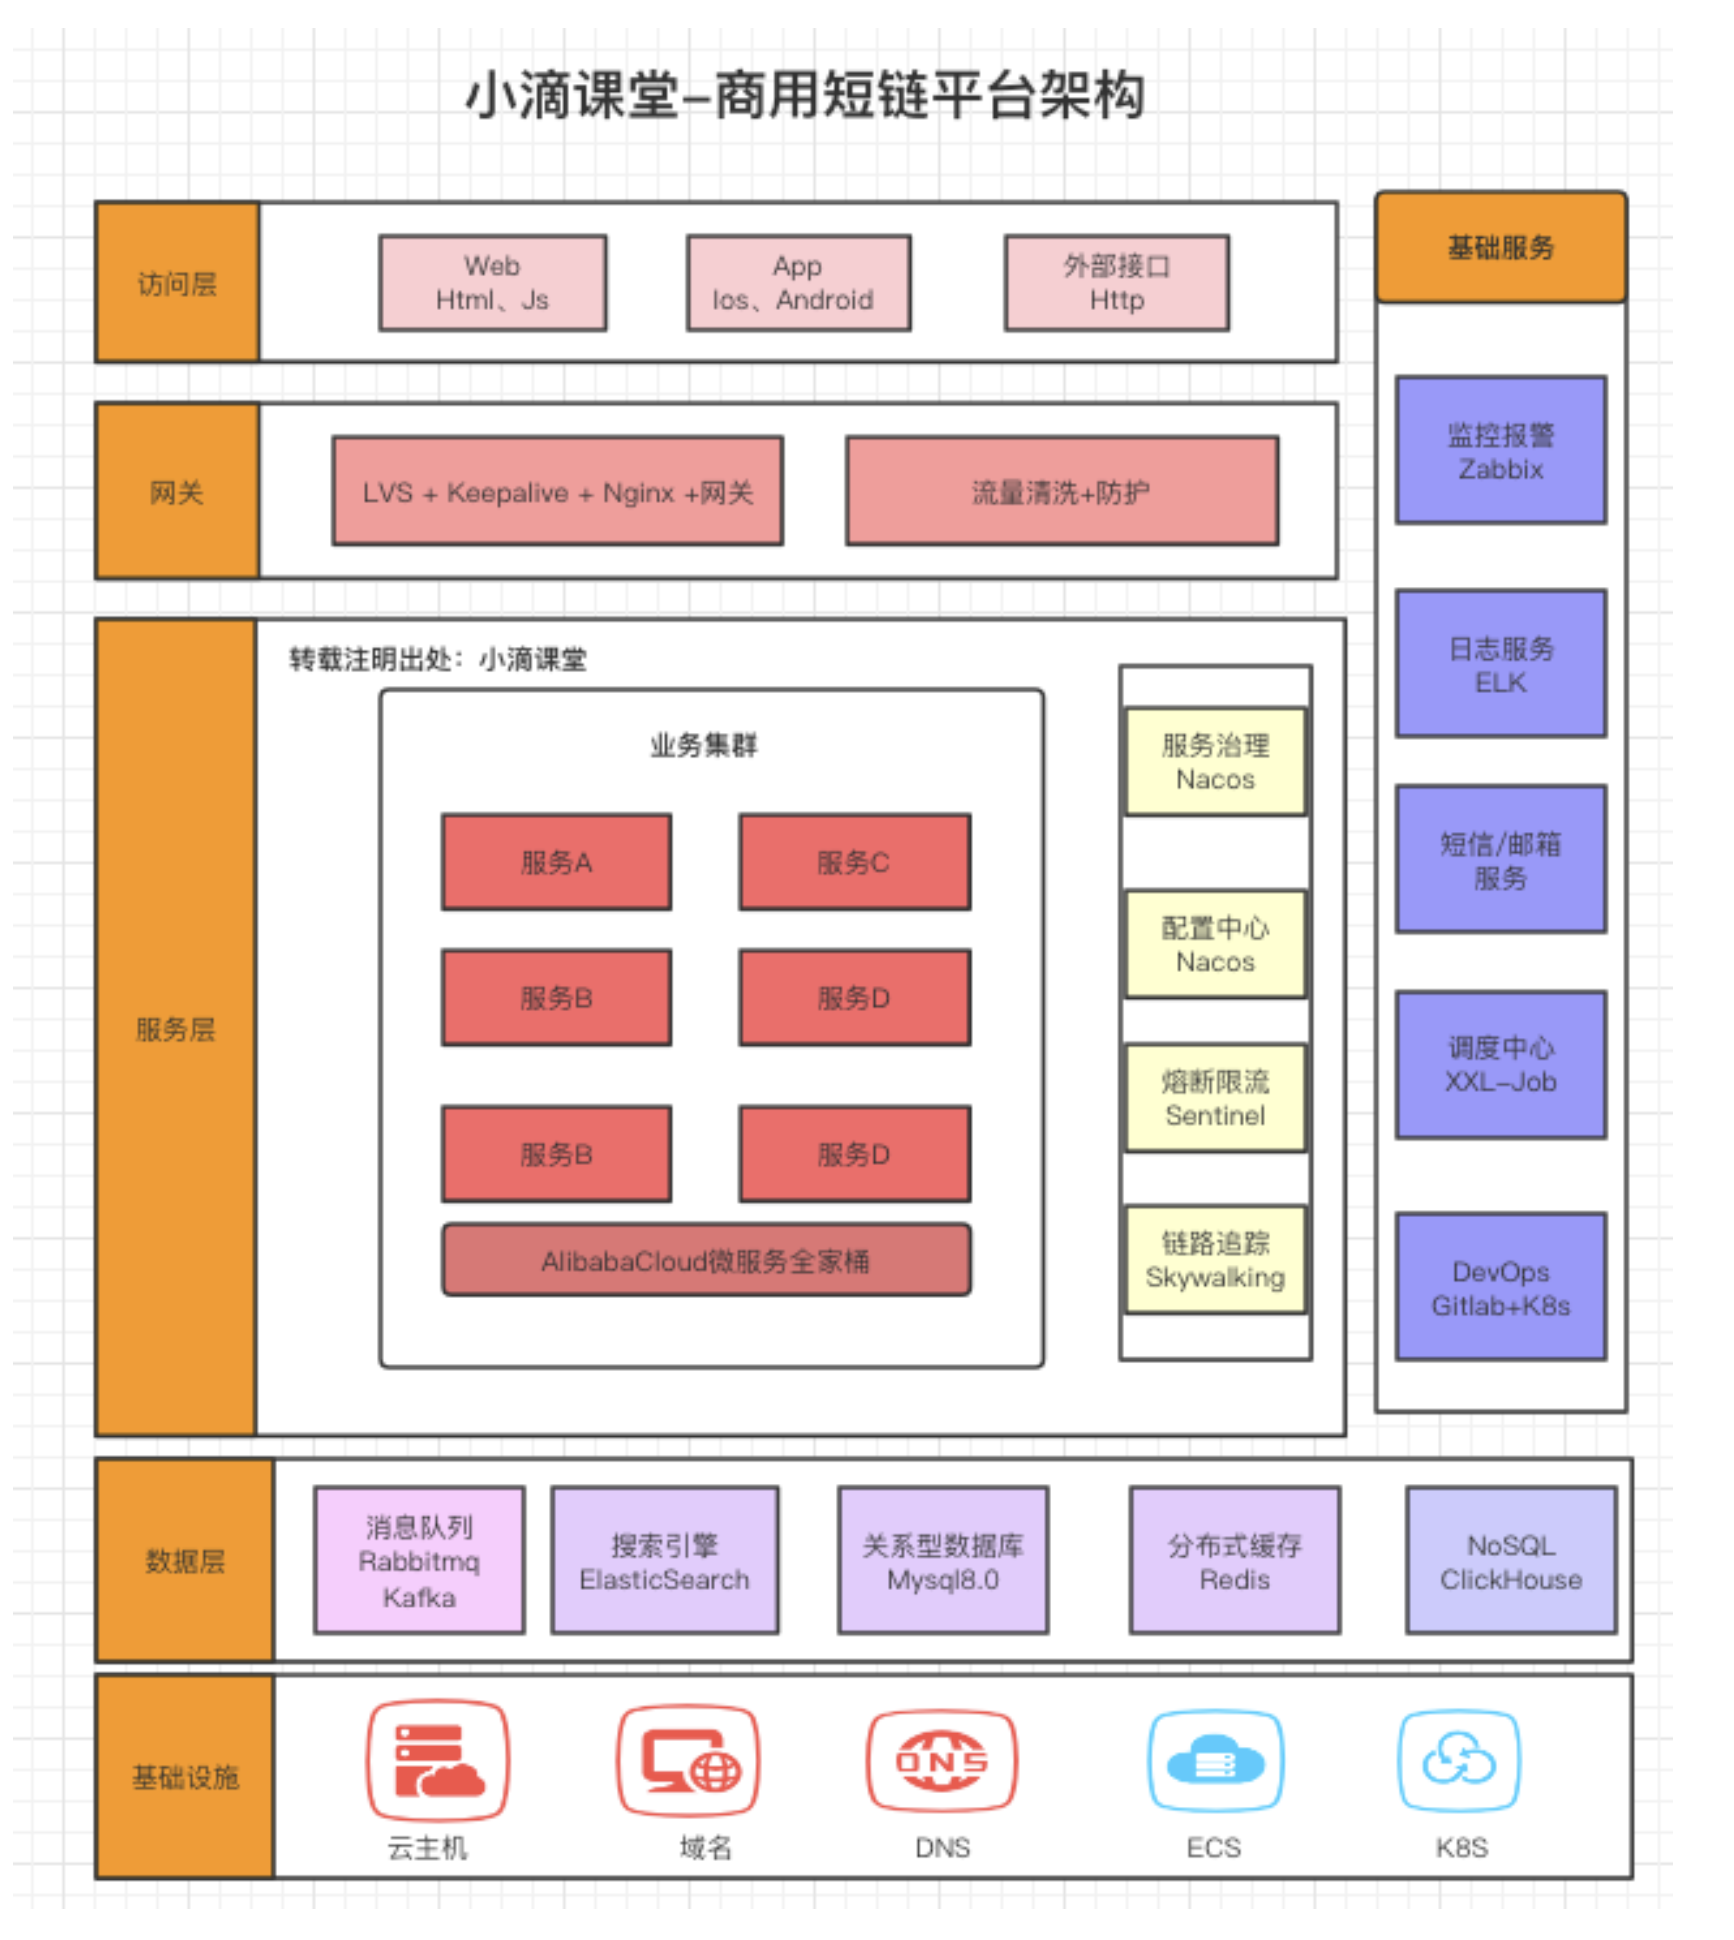 小滴课堂-商用短链平台架构
访问层
Web
Html、Js
App
Ios、Android
外部接口
Http
网关
LVS + Keepalive + Nginx +网关
流量清洗+防护
服务层
转载注明出处：小滴课堂
业务集群
服务A
服务C
服务B
服务D
服务B
服务D
AlibabaCloud微服务全家桶
服务治理
Nacos
配置中心
Nacos
熔断限流
Sentinel
链路追踪
Skywalking
基础服务
监控报警
Zabbix
日志服务
ELK
短信/邮箱
服务
调度中心
XXL-Job
DevOps
Gitlab+K8s
数据层
消息队列
Rabbitmq
Kafka
搜索引擎
ElasticSearch
关系型数据库
Mysql8.0
分布式缓存
Redis
NoSQL
ClickHouse
基础设施
云主机
域名
DNS
DNS
ECS
K8S